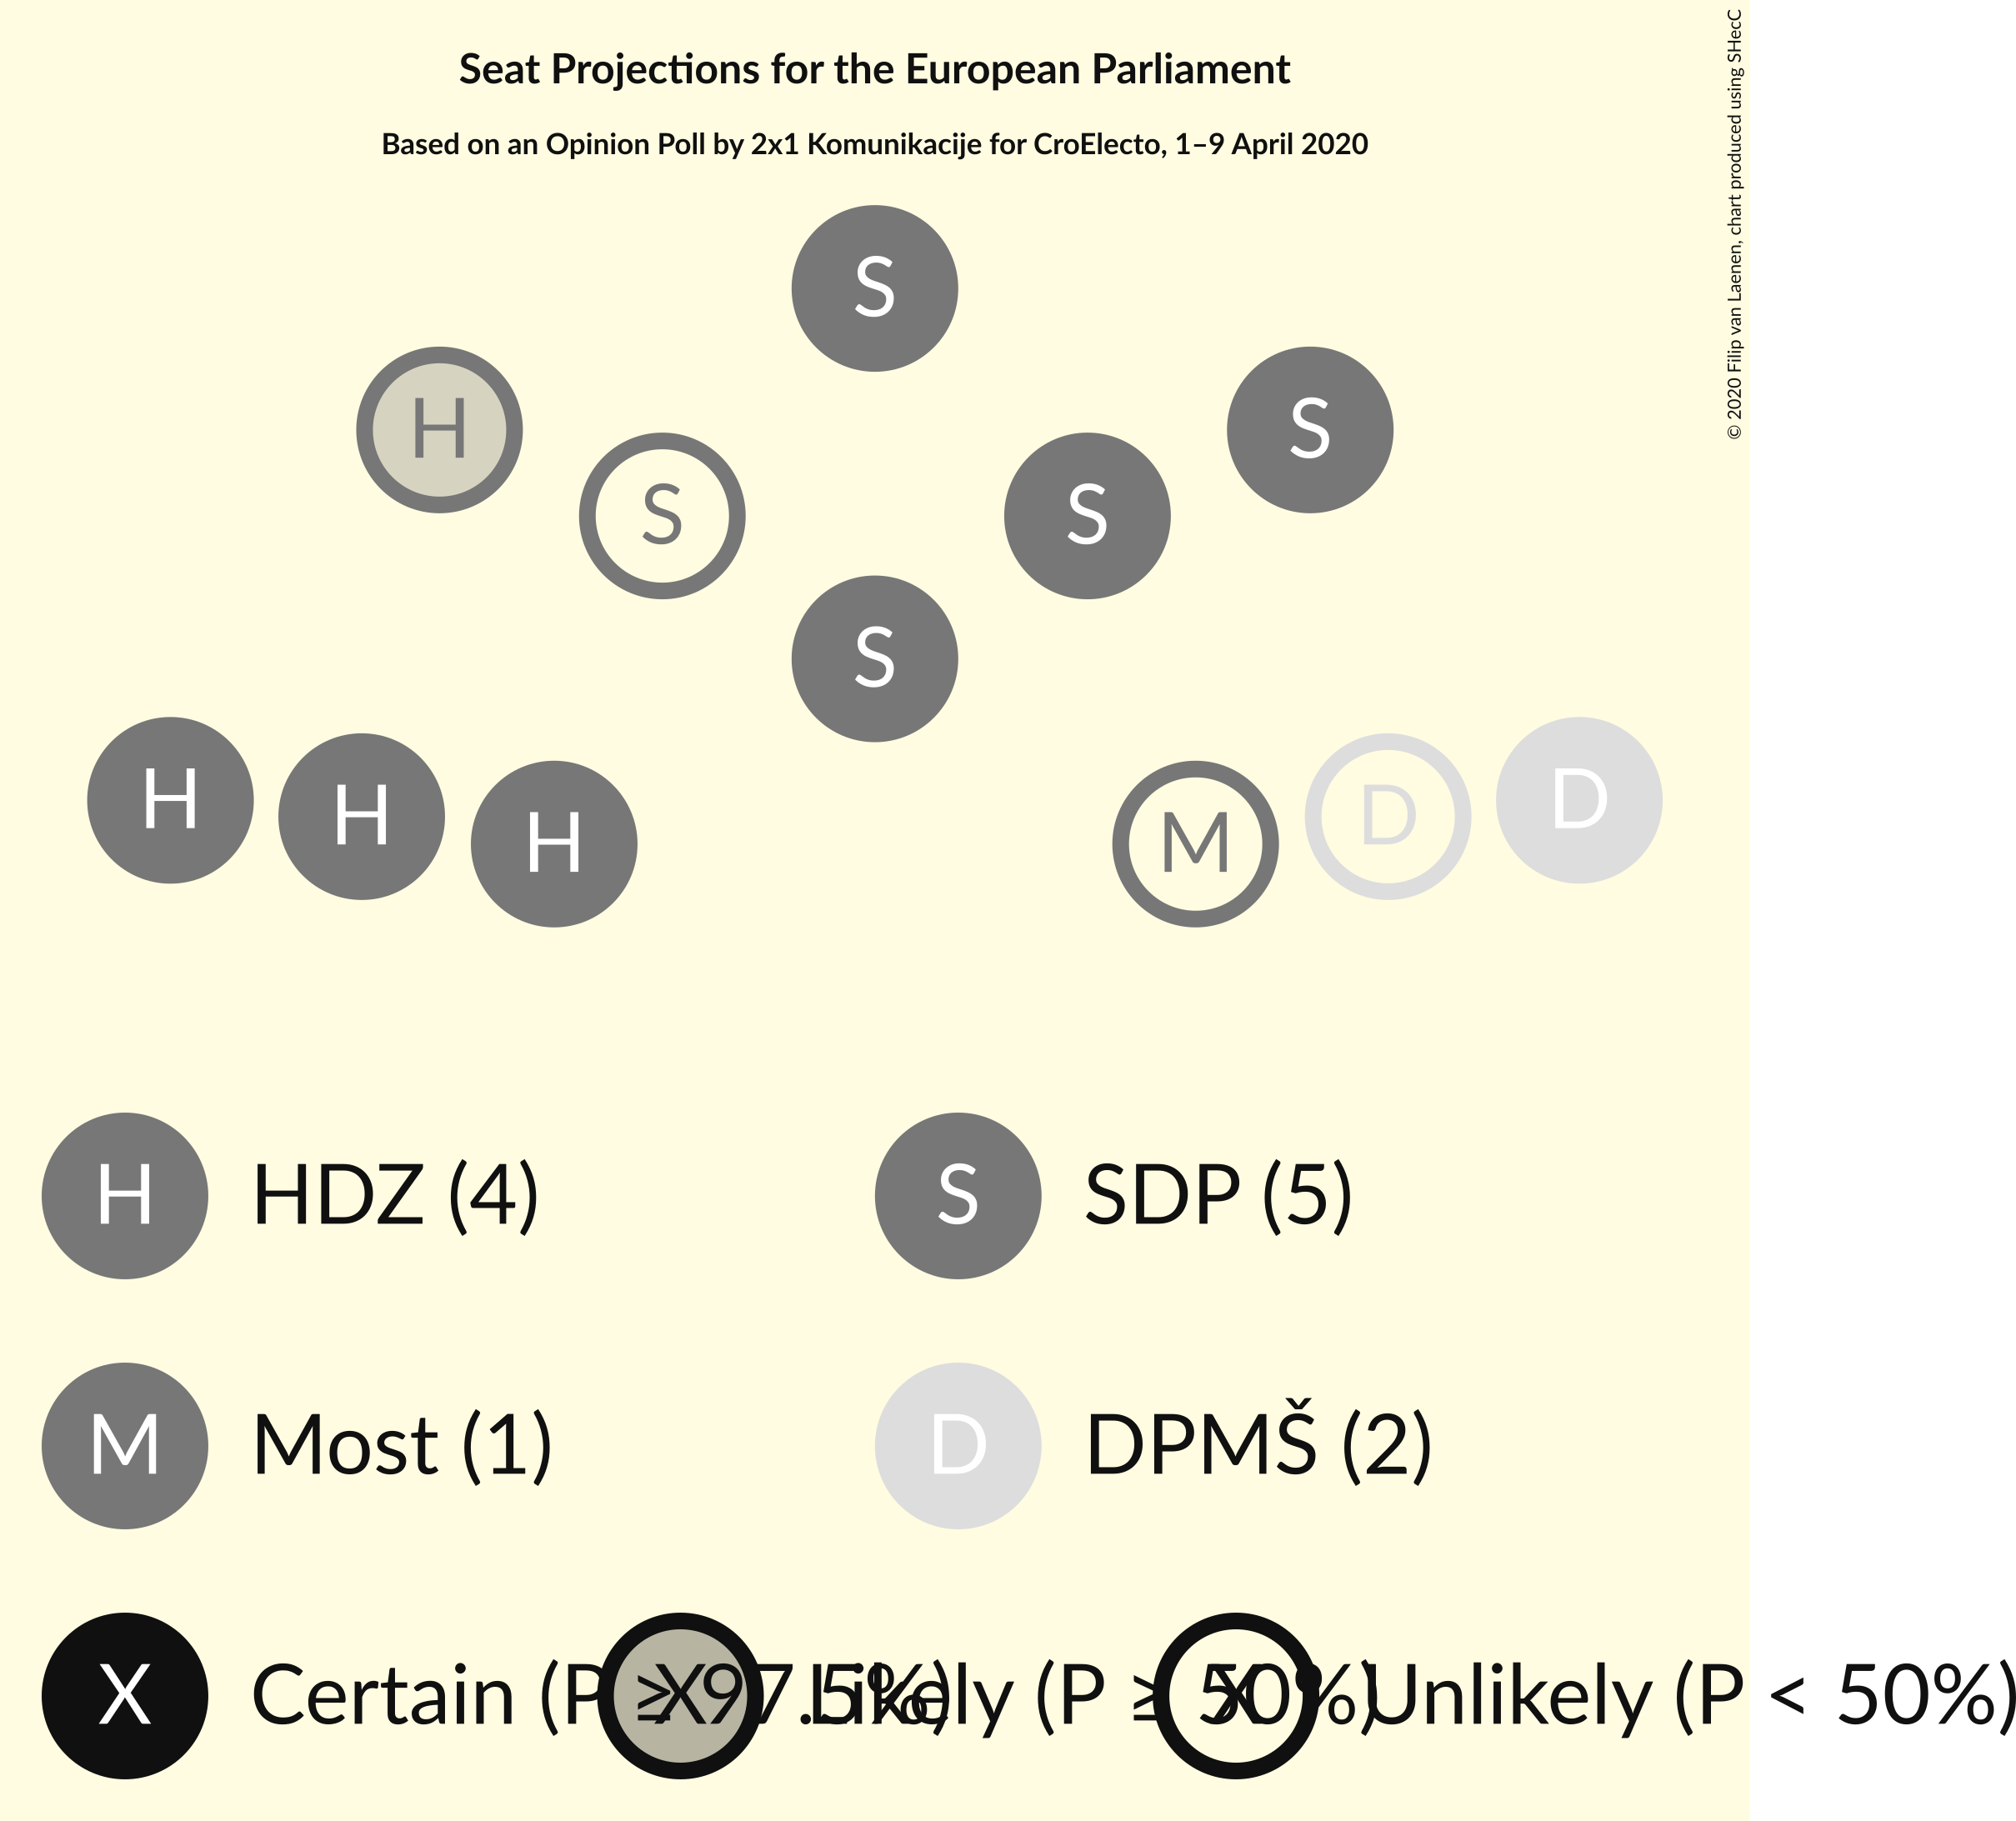 Seat Projections for the European Parliament
Based on an Opinion Poll by 2x1 Komunikacije for CroElecto, 1–9 April 2020
© 2020 Filip van Laenen, chart produced using SHecC
S
H
S
S
S
S
H
H
H
M
D
D
H HDZ (4)
S SDP (5)
M Most (1)
D DPMŠ (2)
X Certain (P ≥ 97.5%)
X Likely (P ≥ 50%)
X Unlikely (P < 50%)